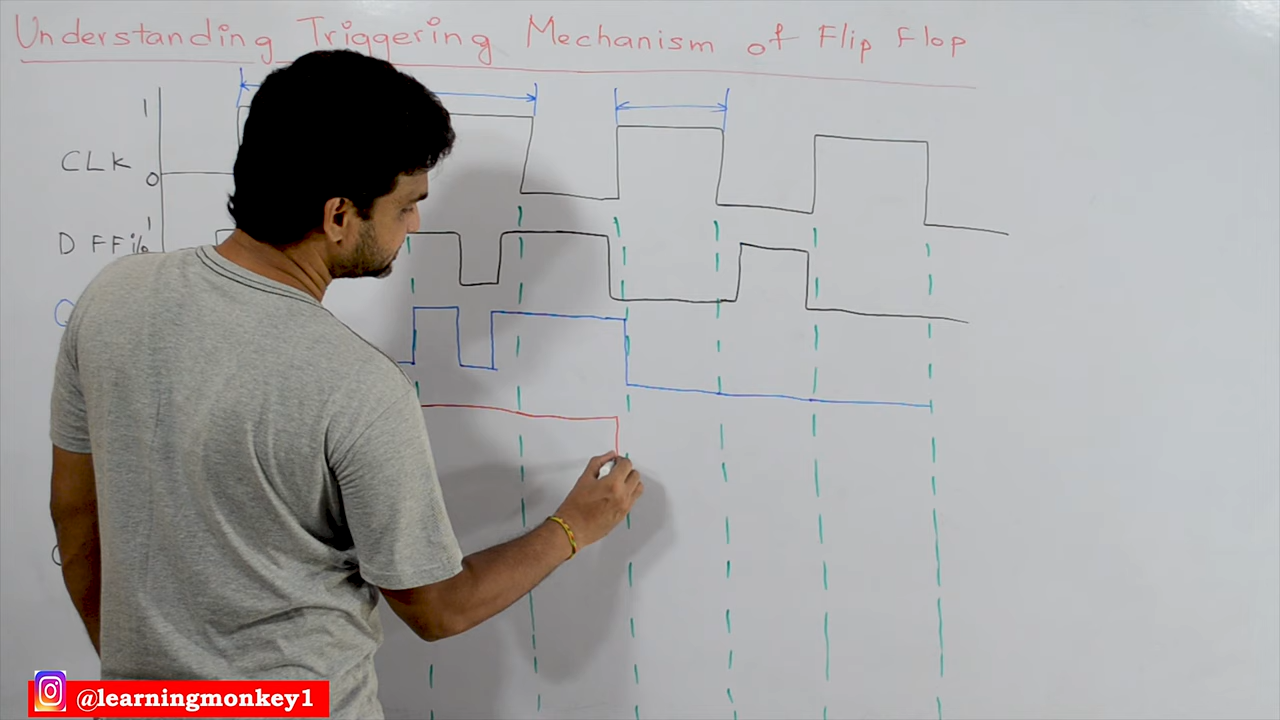 Understanding Triggering Mechanism of Flip Flop
1
CLK
0
1
D FF i/o
@learningmonkey1